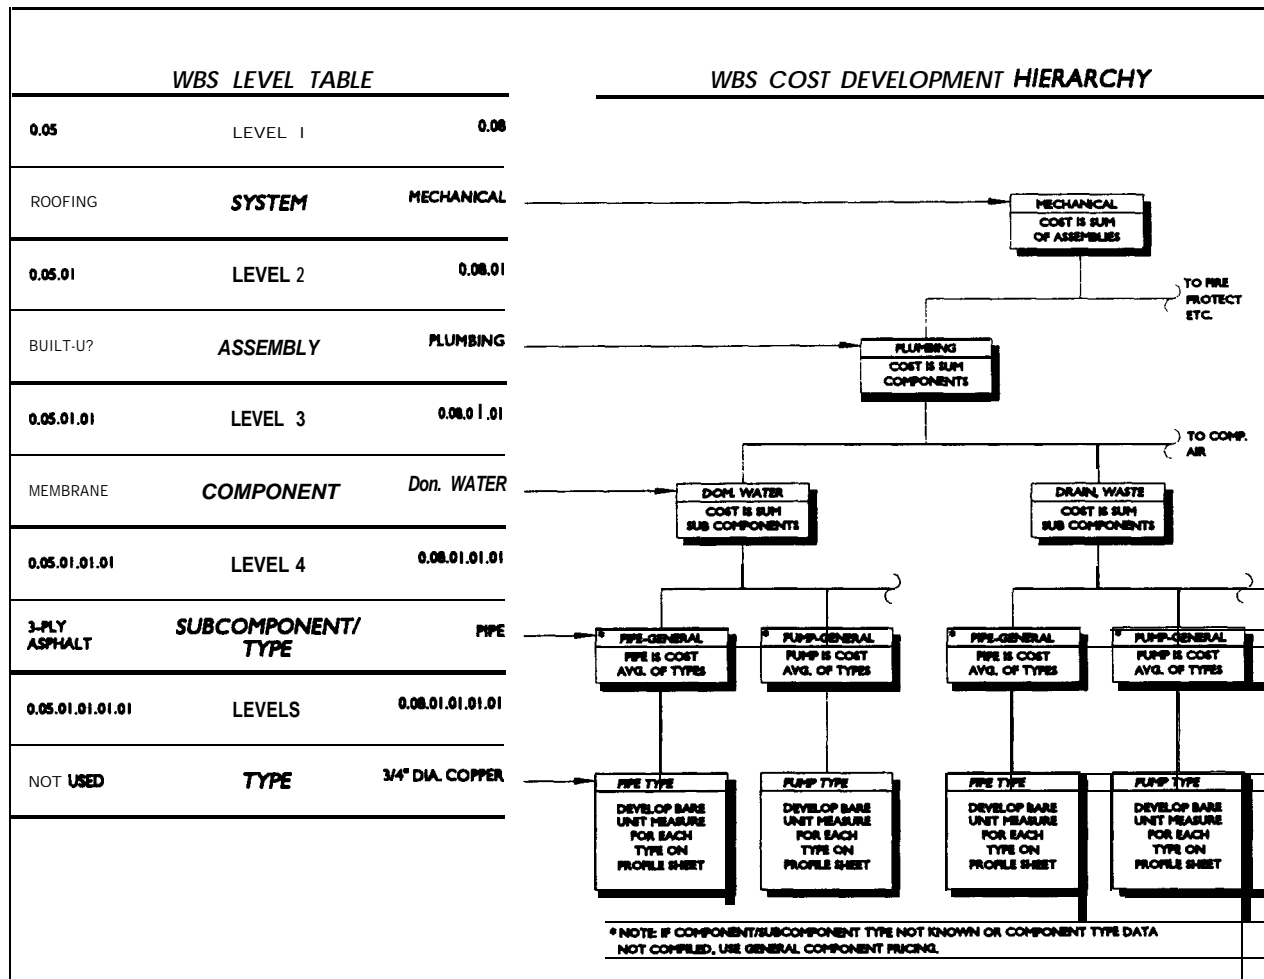 WBS LEVEL TABLE
0.05 LEVEL I 0.08
ROOFING SYSTEM MECHANICAL
0.05.01 LEVEL 2 0.08.01
BUILT-U? ASSEMBLY PLUMBING
0.05.01.01 LEVEL 3 0.08.01.01
MEMBRANE COMPONENT Don. WATER
0.05.01.01.01 LEVEL 4 0.08.01.01.01
3-PLY
ASPHALT
SUBCOMPONENT/
TYPE
PIPE
0.05.01.01.01.01 LEVELS 0.08.01.01.01.01
NOT USED TYPE 3/4" DIA. COPPER
WBS COST DEVELOPMENT HIERARCHY
MECHANICAL
COST IS SUM
OF ASSEMBLIES
TO FIRE
PROTECT
ETC.
PLUMBING
COST IS SUM
COMPONENTS
TO COMP.
AIR
DOM. WATER
COST IS SUM
SUB COMPONENTS
DRAIN, WASTE
COST IS SUM
SUB COMPONENTS
* PIPE-GENERAL
PIPE IS COST
AVG. OF TYPES
* PUMP-GENERAL
PUMP IS COST
AVG. OF TYPES
* PIPE-GENERAL
PIPE IS COST
AVG. OF TYPES
* PUMP-GENERAL
PUMP IS COST
AVG. OF TYPES
PIPE TYPE
DEVELOP BARE
UNIT MEASURE
FOR EACH
TYPE ON
PROFILE SHEET
PUMP TYPE
DEVELOP BARE
UNIT MEASURE
FOR EACH
TYPE ON
PROFILE SHEET
PIPE TYPE
DEVELOP BARE
UNIT MEASURE
FOR EACH
TYPE ON
PROFILE SHEET
PUMP TYPE
DEVELOP BARE
UNIT MEASURE
FOR EACH
TYPE ON
PROFILE SHEET
* NOTE: IF COMPONENT/SUBCOMPONENT TYPE NOT KNOWN OR COMPONENT TYPE DATA
NOT COMPILED, USE GENERAL COMPONENT PRICING.